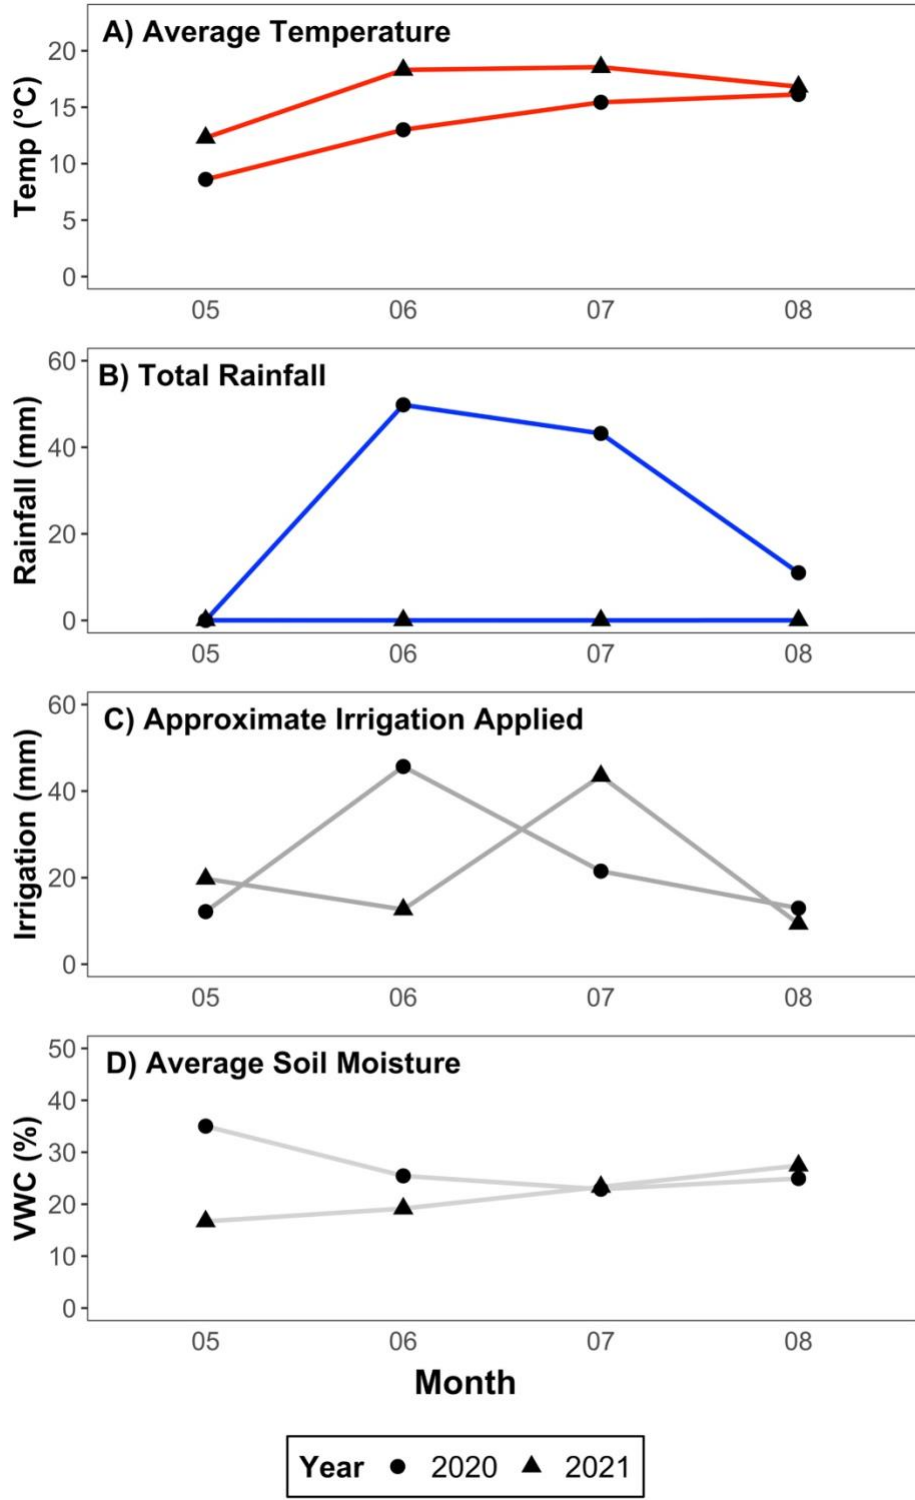 A) Average Temperature
Temp (°C)
20
15
10
5
0
05 06 07 08
B) Total Rainfall
Rainfall (mm)
60
40
20
0
05 06 07 08
C) Approximate Irrigation Applied
Irrigation (mm)
60
40
20
0
05 06 07 08
D) Average Soil Moisture
VWC (%)
50
40
30
20
10
0
05 06 07 08
Month
Year 2020 2021